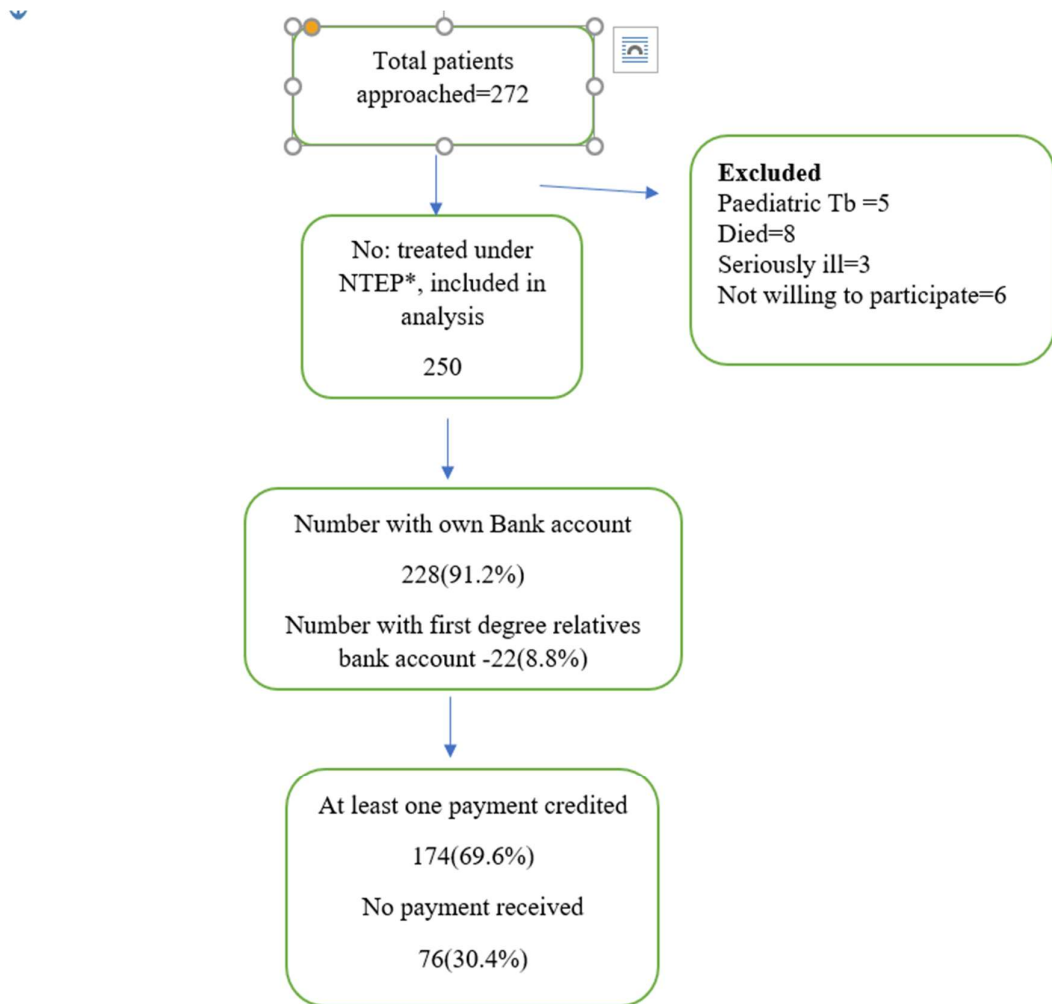 Total patients
approached=272
Excluded
Paediatric Tb =5
Died=8
Seriously ill=3
Not willing to participate=6
No: treated under
NTEP*, included in
analysis
250
Number with own Bank account
228(91.2%)
Number with first degree relatives
bank account -22(8.8%)
At least one payment credited
174(69.6%)
No payment received
76(30.4%)